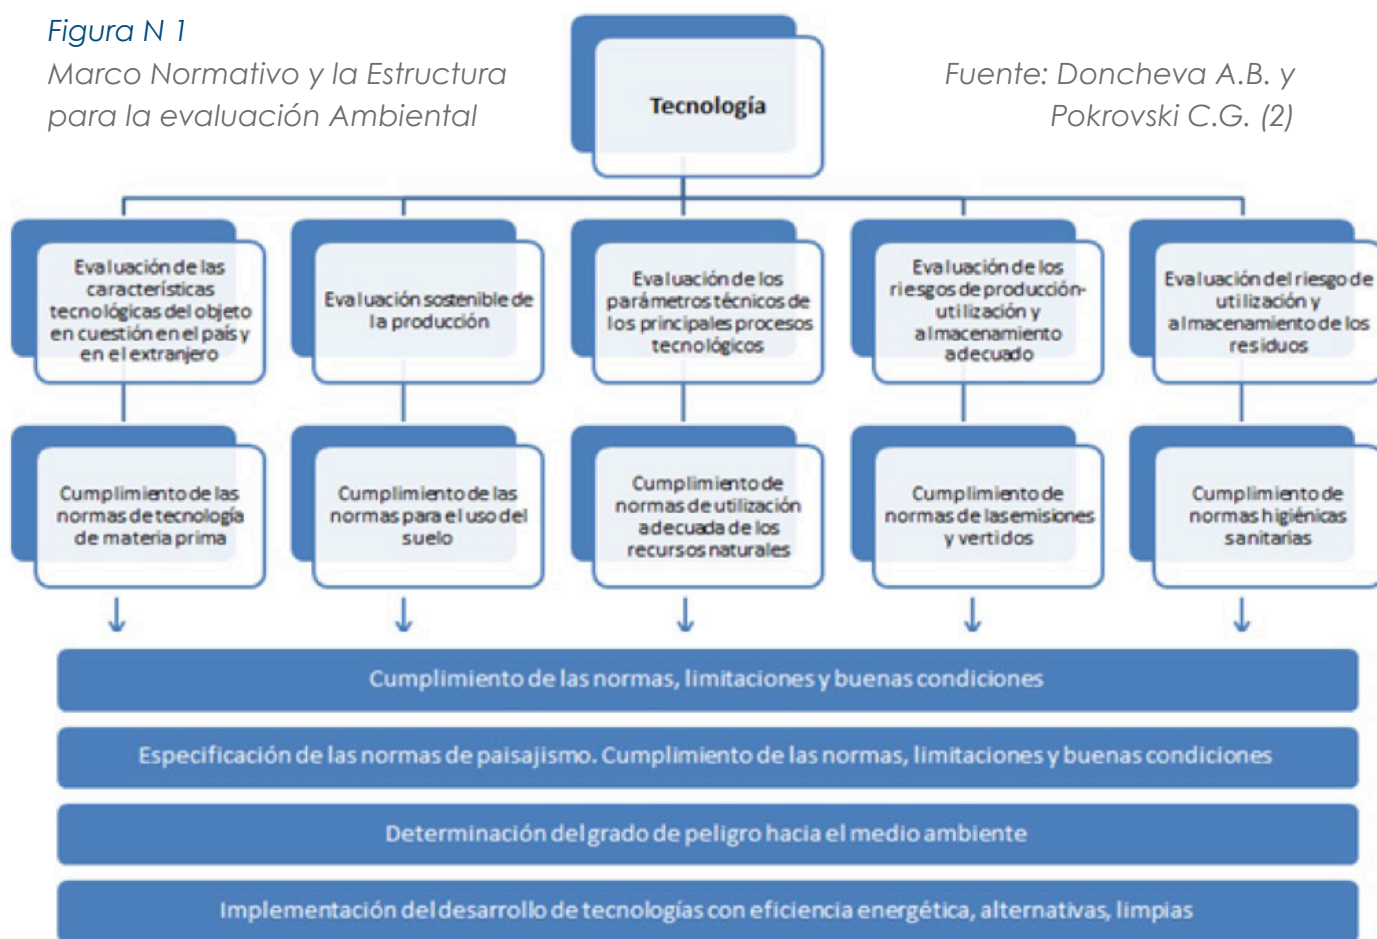 Figura N 1
Marco Normativo y la Estructura
para la evaluación Ambiental
Fuente: Doncheva A.B. y
Pokrovski C.G. (2)
Tecnología
Evaluación de las
características
tecnológicas del objeto
en cuestión en el país y
en el extranjero
Evaluación sostenible de
la producción
Evaluación de los
parámetros técnicos de
los principales procesos
tecnológicos
Evaluación de los
riesgos de producción-
utilización y
almacenamiento
adecuado
Evaluación del riesgo de
utilización y
almacenamiento de los
residuos
Cumplimiento de las
normas de tecnología
de materia prima
Cumplimiento de las
normas para el uso del
suelo
Cumplimiento de
normas de utilización
adecuada de los
recursos naturales
Cumplimiento de
normas de las emisiones
y vertidos
Cumplimiento de
normas higiénicas
sanitarias
Cumplimiento de las normas, limitaciones y buenas condiciones
Especificación de las normas de paisajismo. Cumplimiento de las normas, limitaciones y buenas condiciones
Determinación del grado de peligro hacia el medio ambiente
Implementación del desarrollo de tecnologías con eficiencia energética, alternativas, limpias